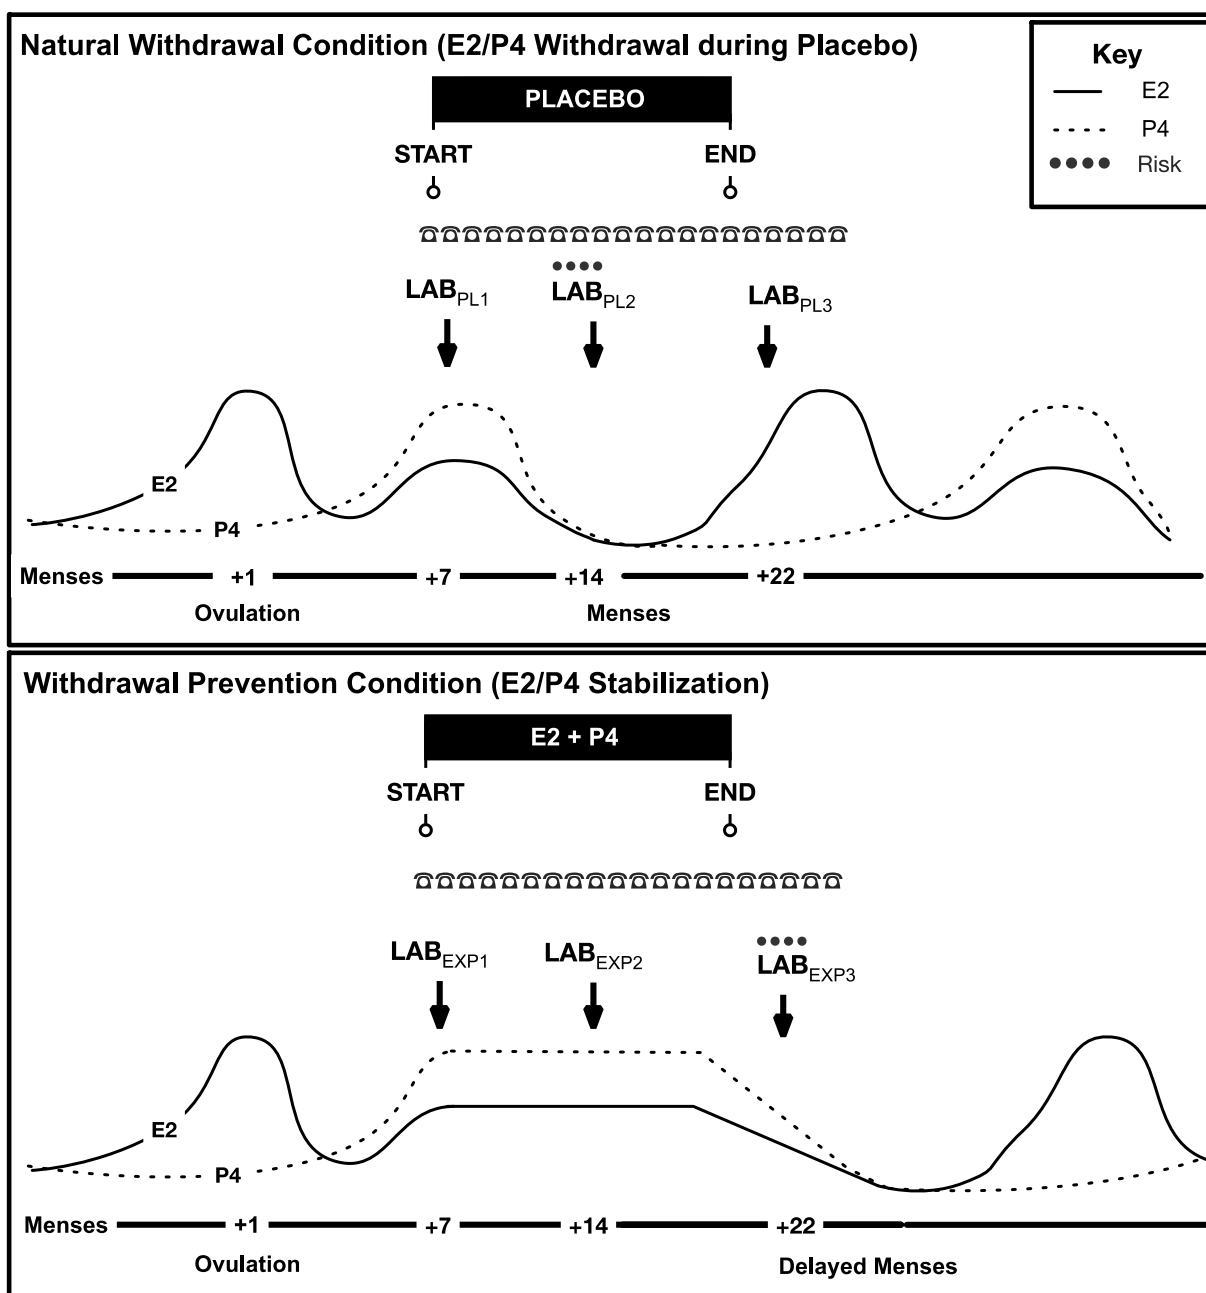 Natural Withdrawal Condition (E2/P4 Withdrawal during Placebo)
Key
E2
P4
Risk
PLACEBO
START END
LABPL1 LABPL2 LABPL3
E2
P4
Menses +1 +7 +14 +22
Ovulation Menses
Withdrawal Prevention Condition (E2/P4 Stabilization)
E2 + P4
START END
LABEXP1 LABEXP2 LABEXP3
E2
P4
Menses +1 +7 +14 +22
Ovulation Delayed Menses